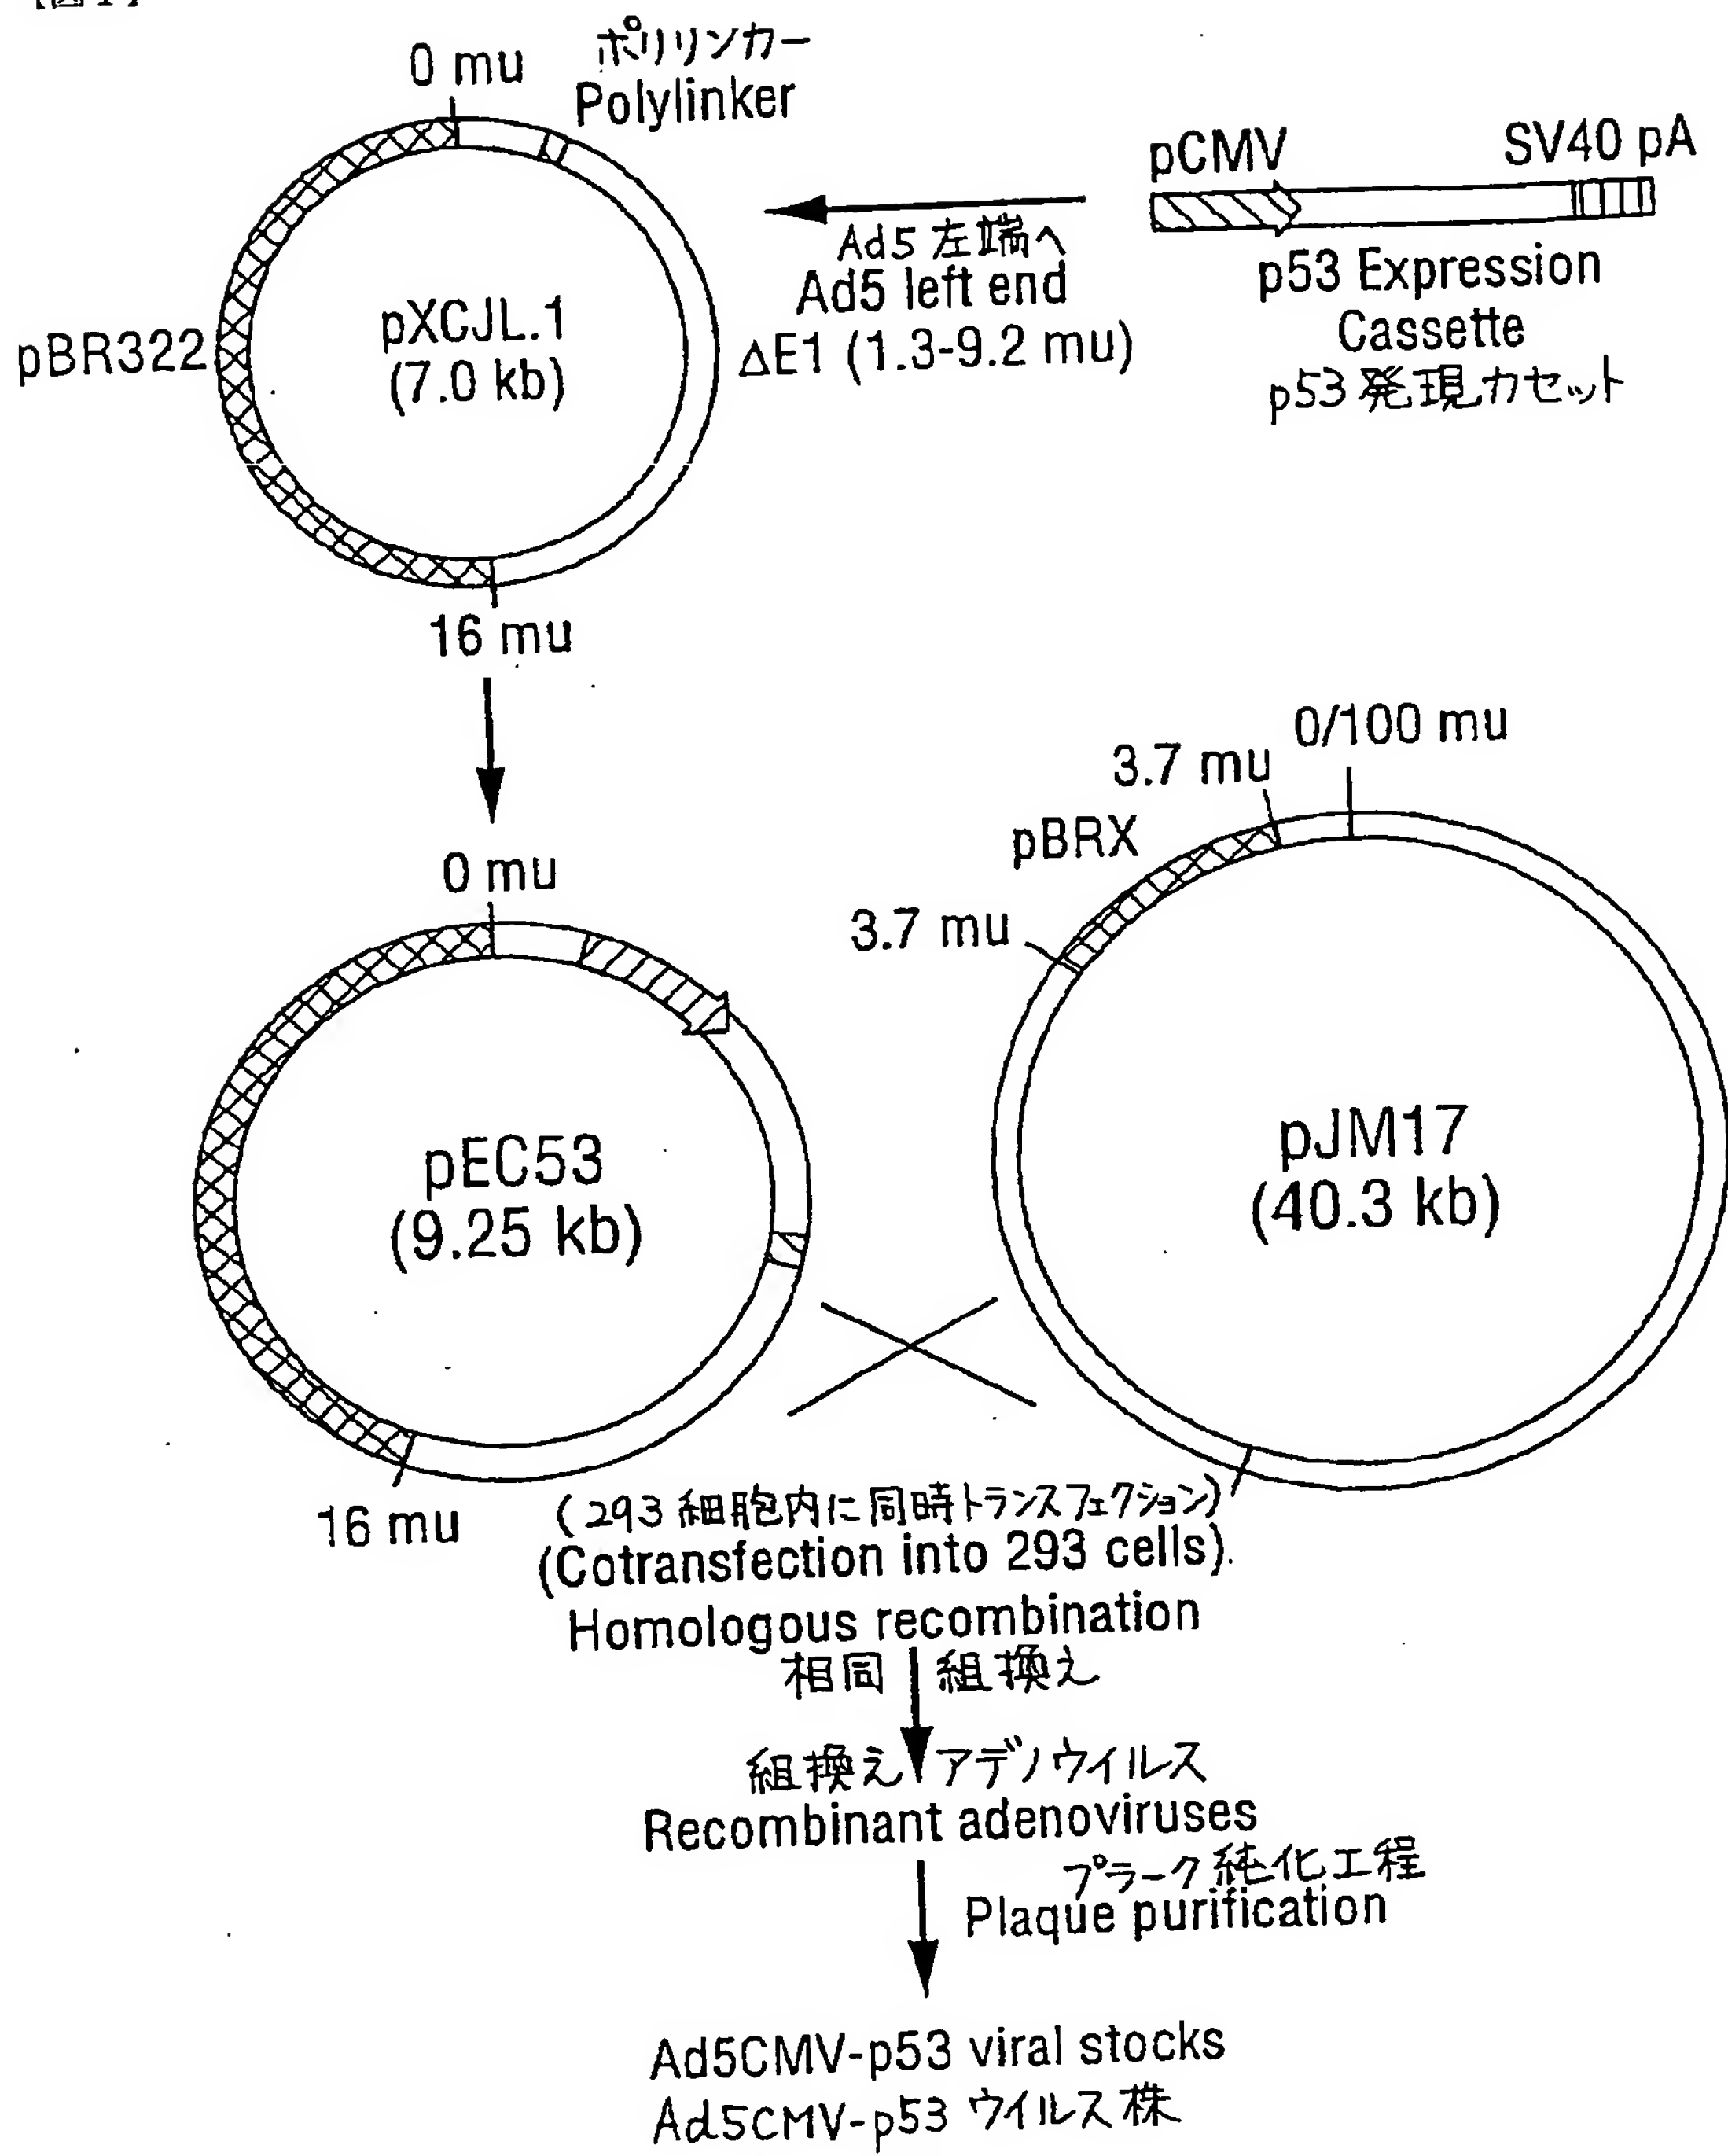 【図1】
0 mu
ポリリンカー
Polylinker
pCMV
SV40 pA
Ad5 左端へ
Ad5 left end
ΔE1 (1.3-9.2 mu)
p53 Expression
Cassette
p53 発現カセット
pBR322
pXCJL.1
(7.0 kb)
16 mu
0/100 mu
3.7 mu
pBRX
3.7 mu
0 mu
pEC53
(9.25 kb)
pJM17
(40.3 kb)
16 mu
(293 細胞内に同時トランスフェクション)
(Cotransfection into 293 cells)
Homologous recombination
相同 組換え
組換え アデノウイルス
Recombinant adenoviruses
プラーク純化工程
Plaque purification
Ad5CMV-p53 viral stocks
Ad5CMV-p53 ウイルス株